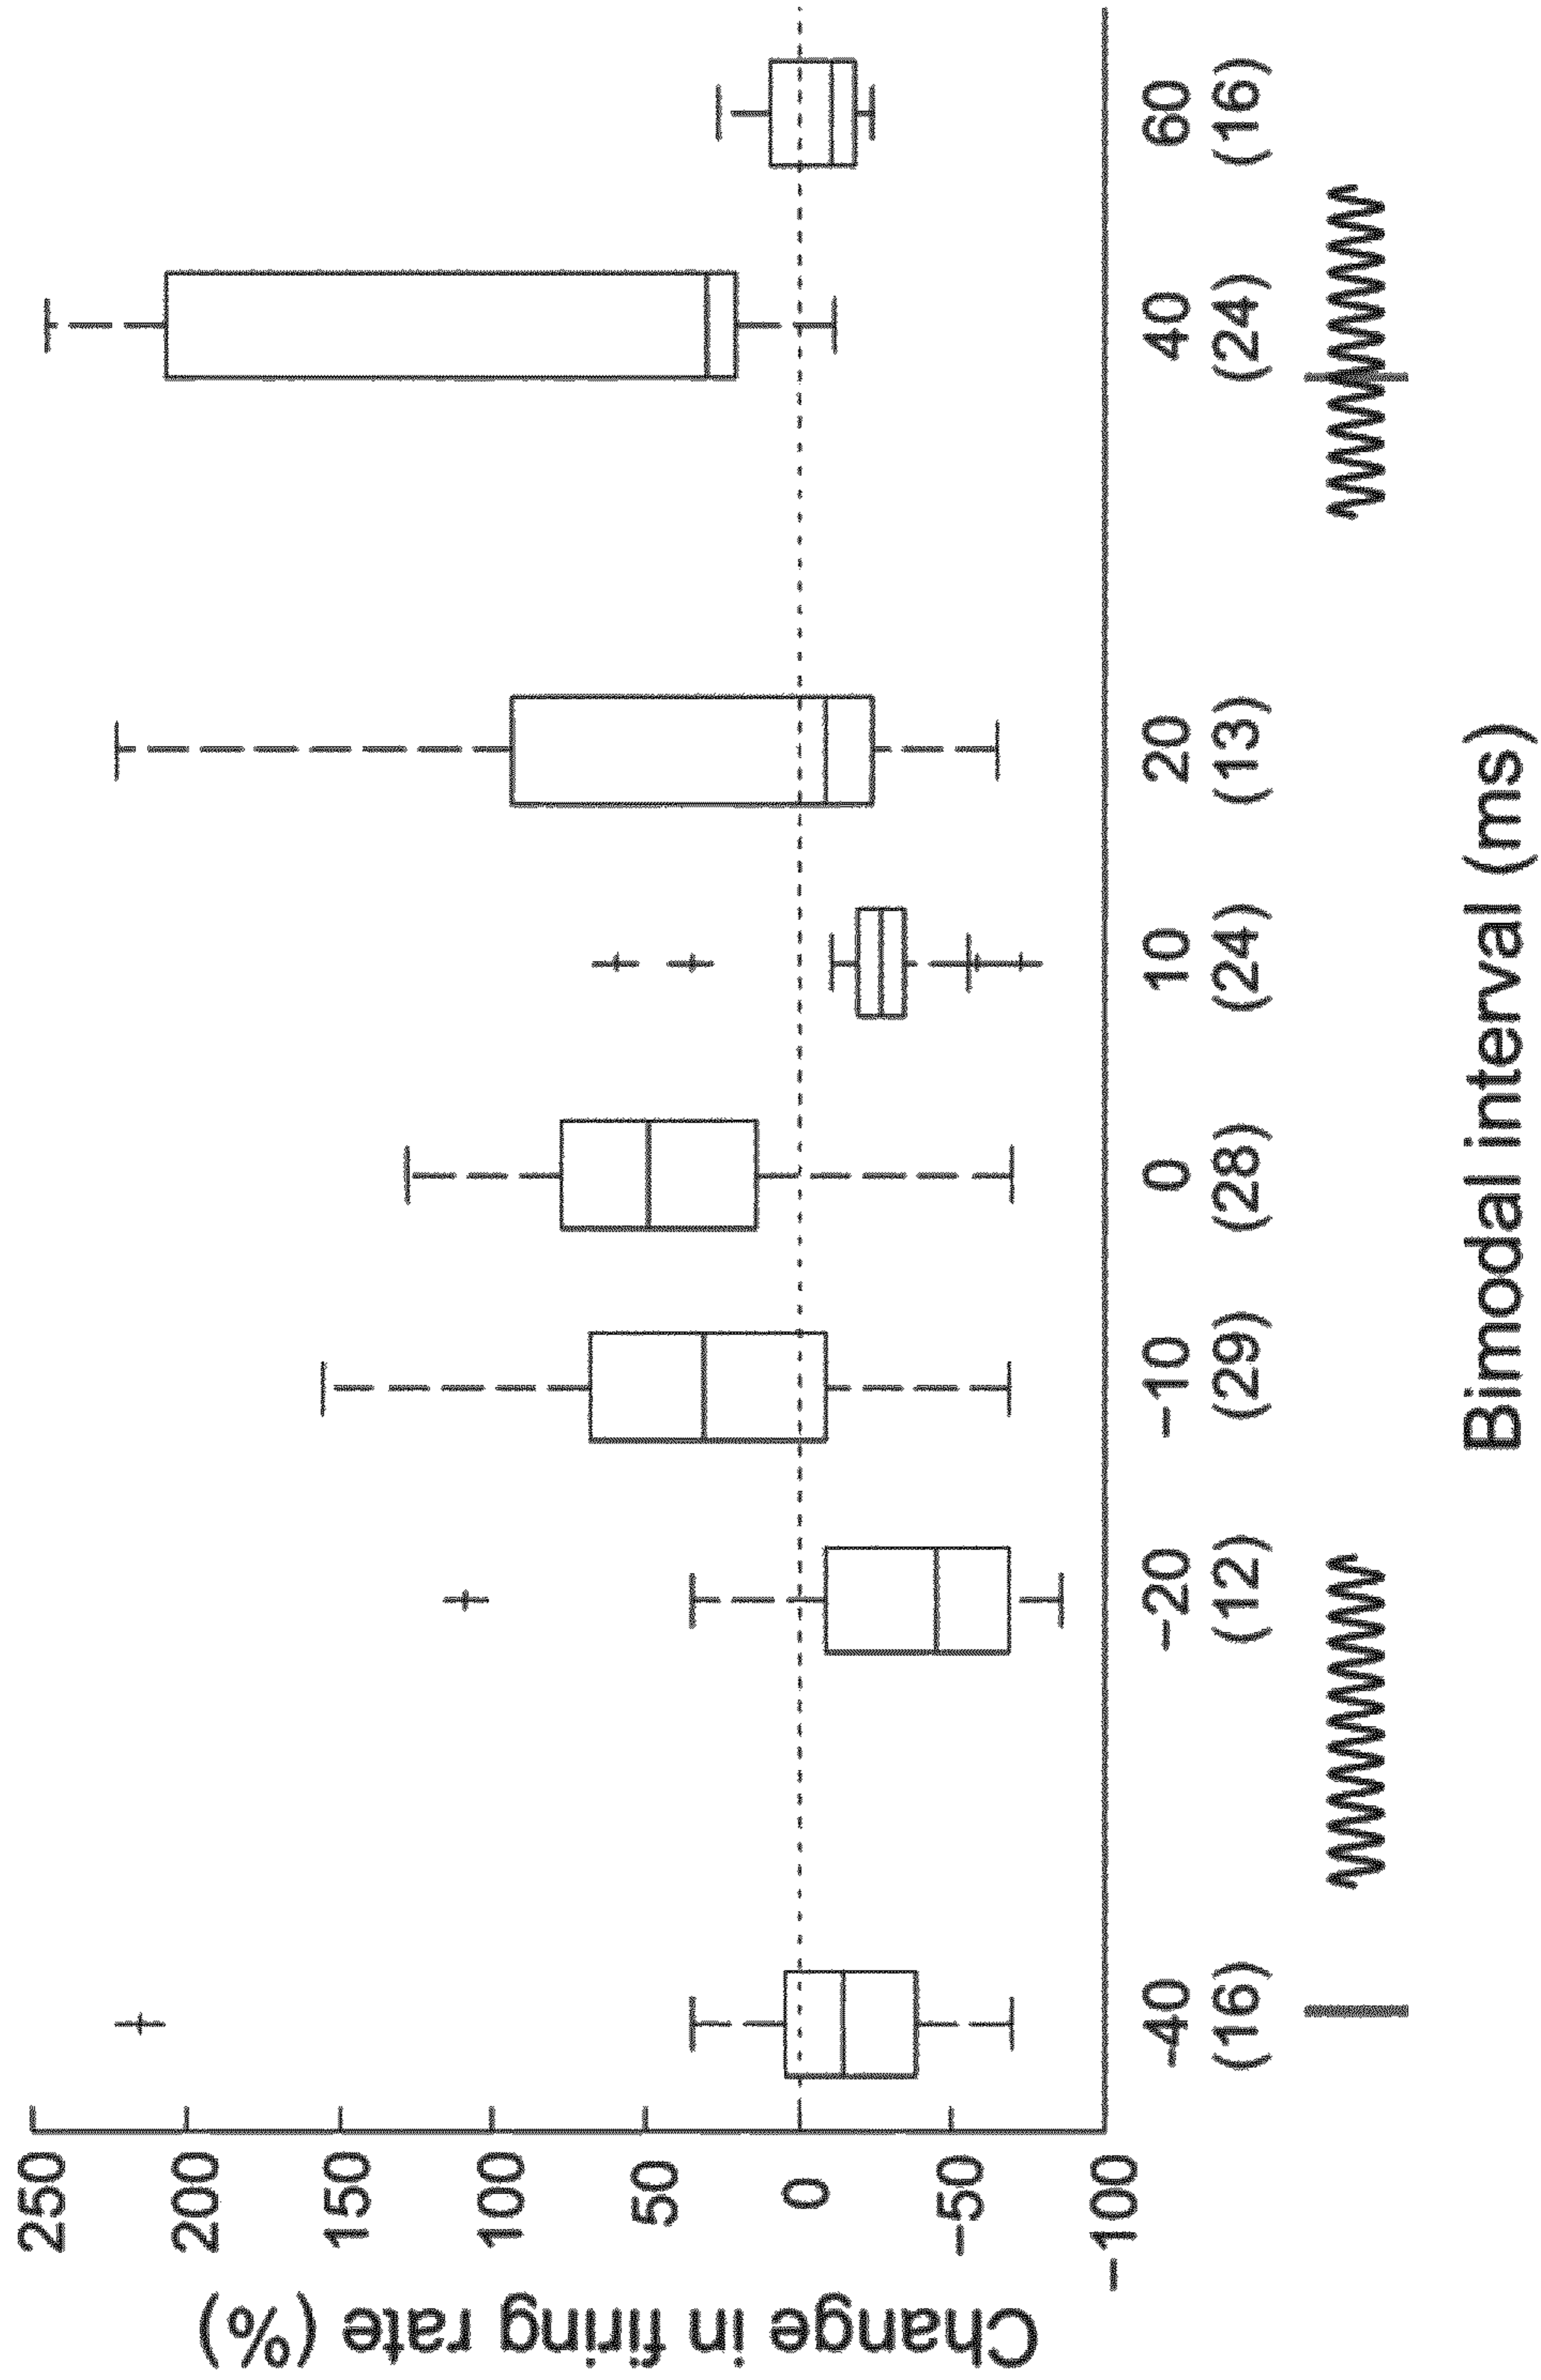 Change in firing rate (%)
250
200
150
100
50
0
−50
−100
−40 −20 −10 0 10 20 40 60
(16) (12) (29) (28) (24) (13) (24) (16)
Bimodal interval (ms)